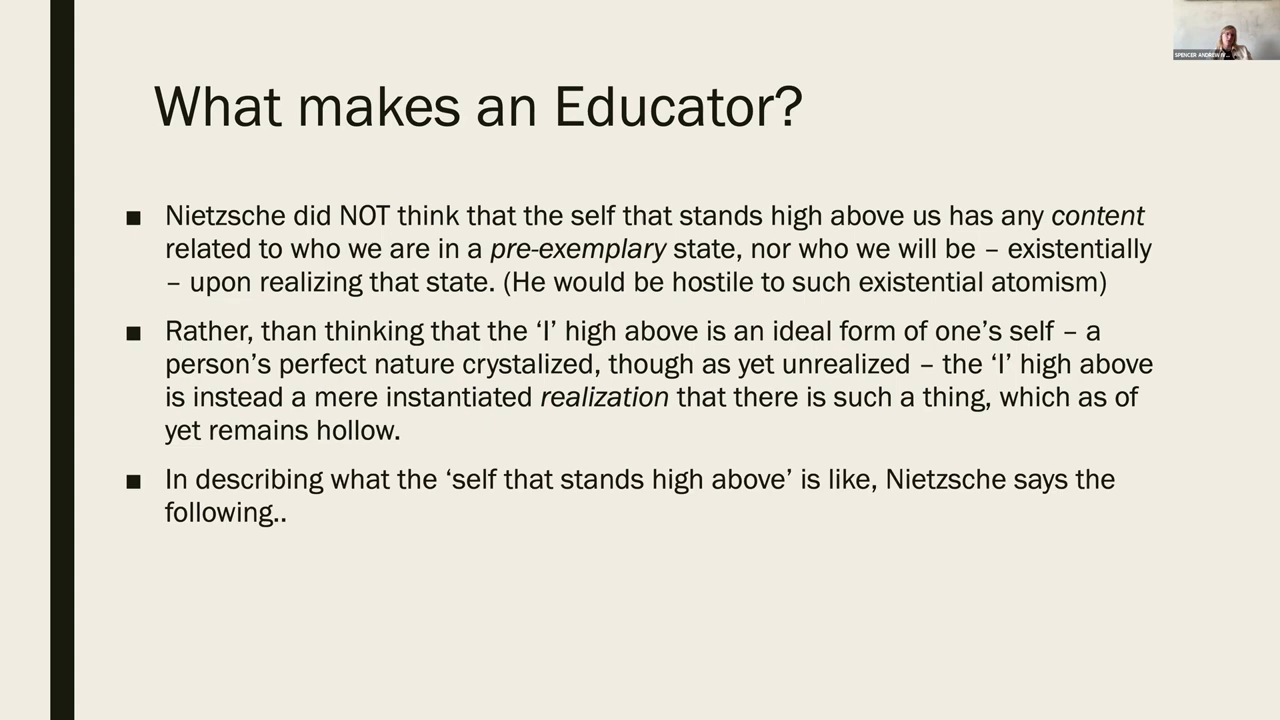 SPENCER ANDREW
What makes an Educator?
■ Nietzsche did NOT think that the self that stands high above us has any content
related to who we are in a pre-exemplary state, nor who we will be – existentially
– upon realizing that state. (He would be hostile to such existential atomism)
■ Rather, than thinking that the ‘I’ high above is an ideal form of one’s self – a
person’s perfect nature crystalized, though as yet unrealized – the ‘I’ high above
is instead a mere instantiated realization that there is such a thing, which as of
yet remains hollow.
■ In describing what the ‘self that stands high above’ is like, Nietzsche says the
following..